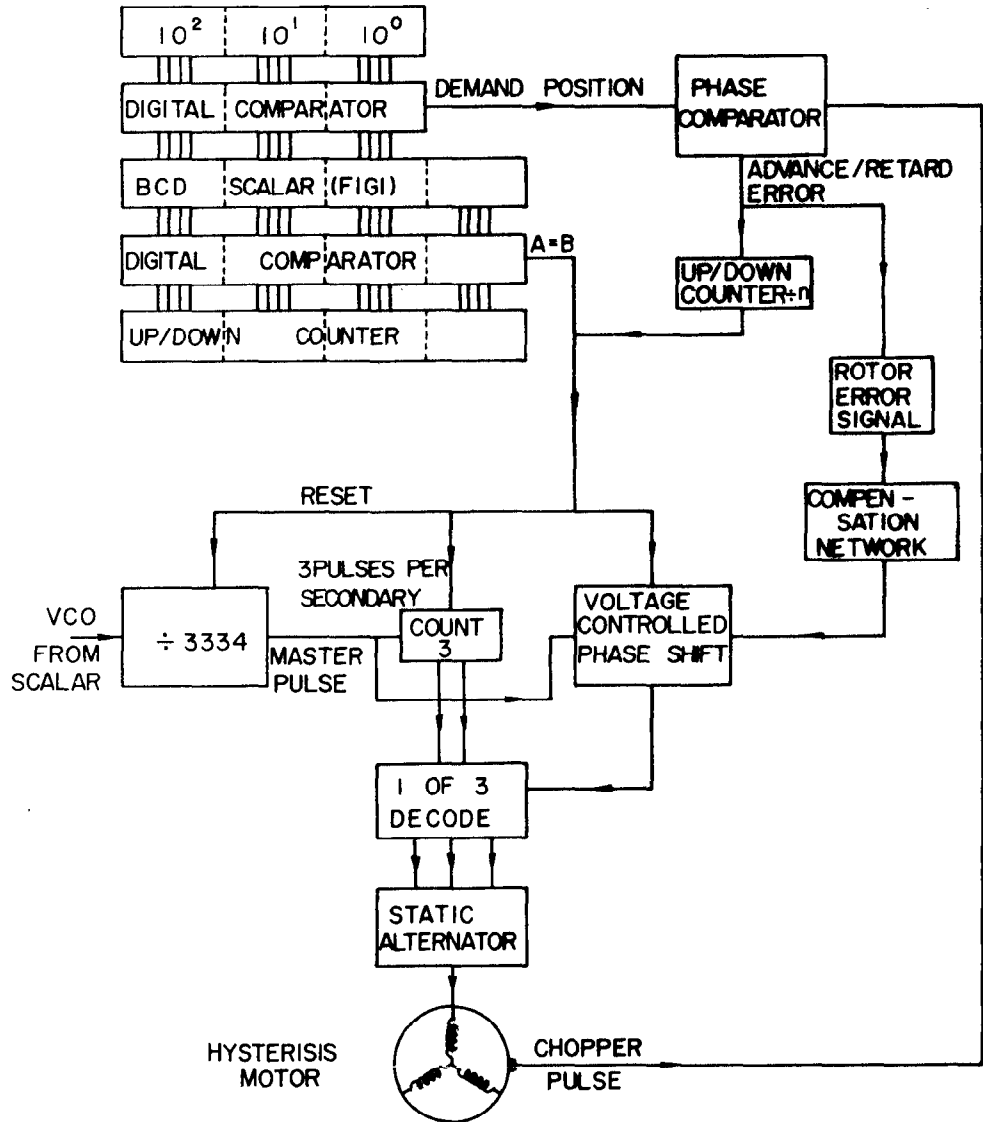 10² 10¹ 10⁰
DIGITAL COMPARATOR
DEMAND POSITION
PHASE
COMPARATOR
BCD SCALAR (FIG1)
ADVANCE/RETARD
ERROR
DIGITAL COMPARATOR
A=B
UP/DOWN
COUNTER÷n
UP/DOWN COUNTER
ROTOR
ERROR
SIGNAL
RESET
COMPEN-
SATION
NETWORK
3PULSES PER
SECONDARY
VCO
FROM
SCALAR
÷ 3334
MASTER
PULSE
COUNT
3
VOLTAGE
CONTROLLED
PHASE SHIFT
1 OF 3
DECODE
STATIC
ALTERNATOR
HYSTERISIS
MOTOR
CHOPPER
PULSE